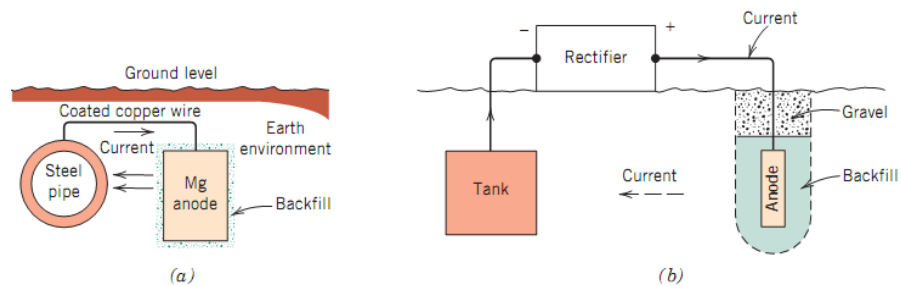 Ground level
Coated copper wire
Current
Earth
environment
Steel
pipe
Mg
anode
Backfill
(a)
−
+
Current
Rectifier
Gravel
Tank
Current
Anode
Backfill
(b)